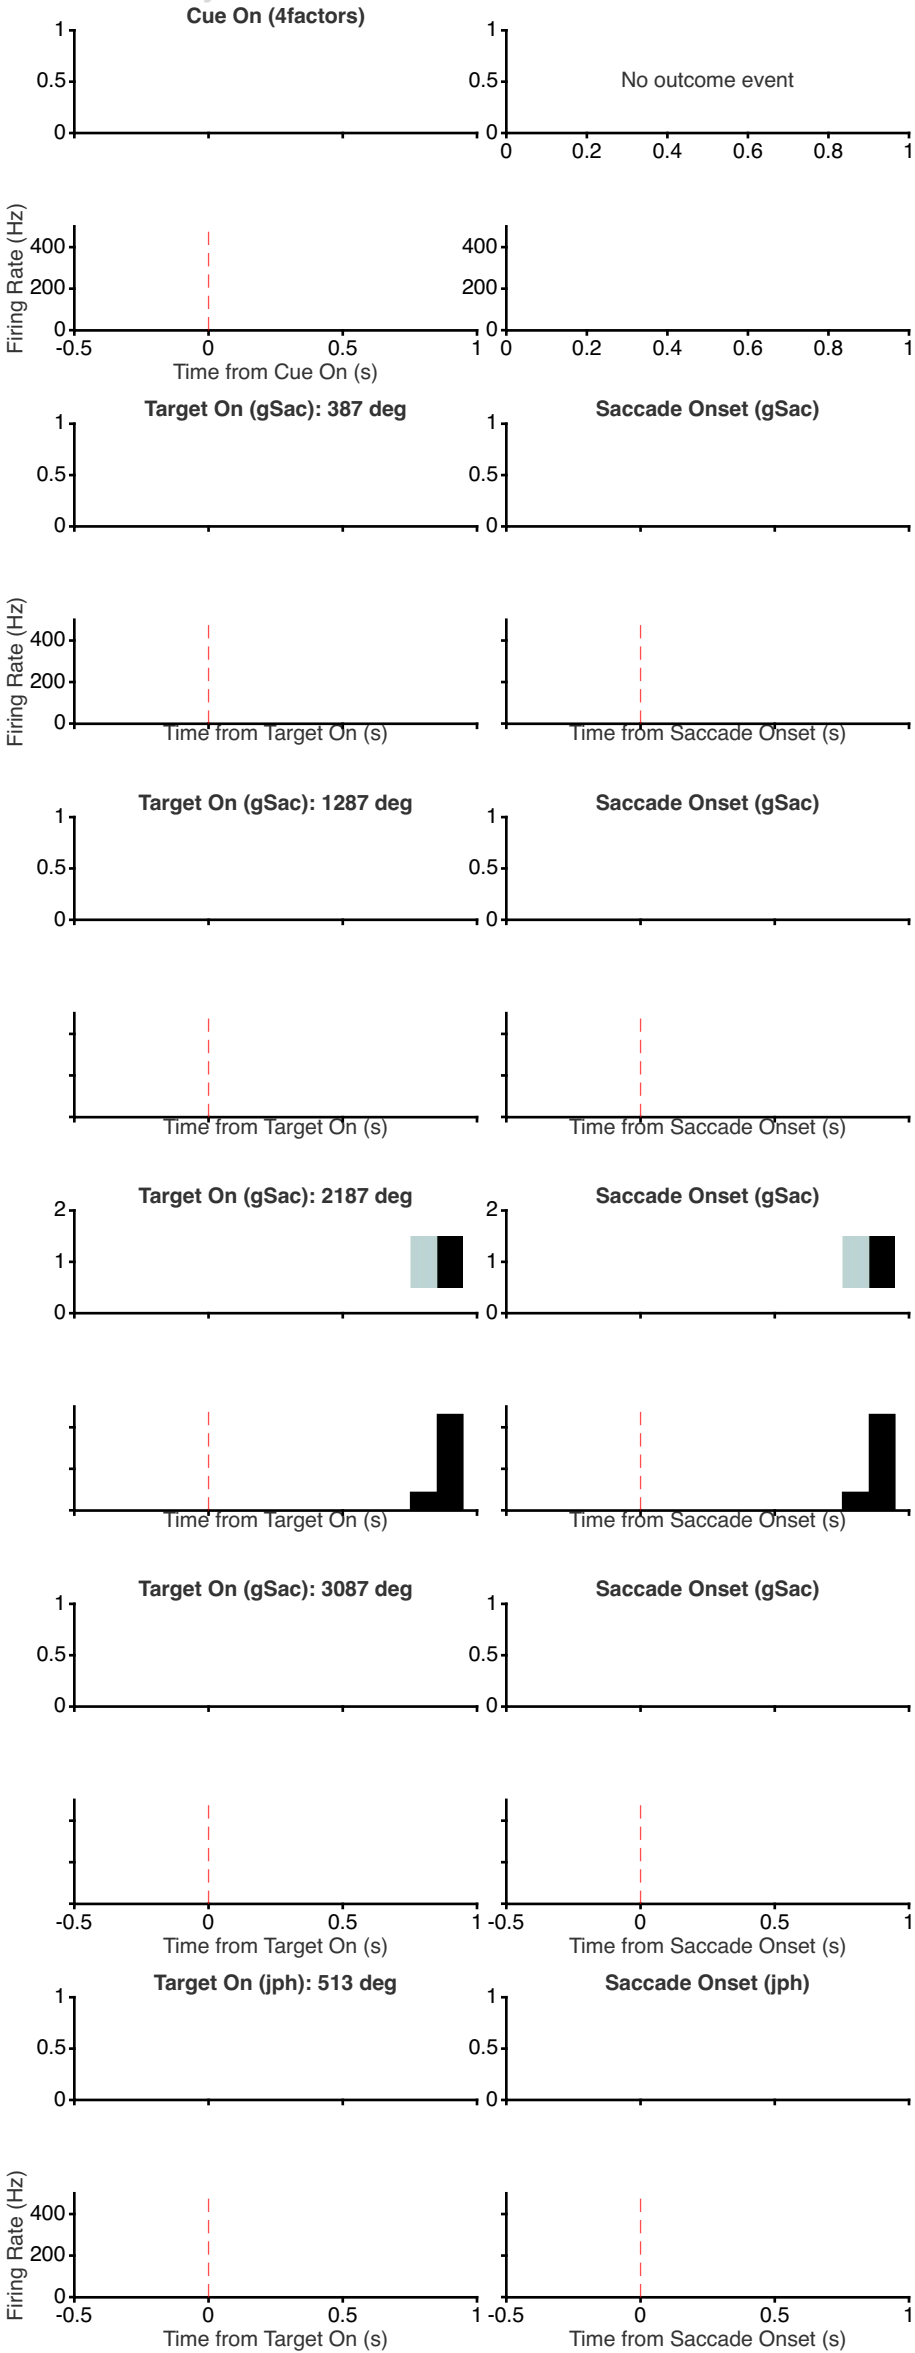 Cue On (4factors)
1
0.5
0
1
0.5
0
No outcome event
0 0.2 0.4 0.6 0.8 1
Firing Rate (Hz)
400
200
0
-0.5 0 0.5 1
Time from Cue On (s)
400
200
0
0 0.2 0.4 0.6 0.8 1
Target On (gSac): 387 deg
1
0.5
0
Saccade Onset (gSac)
1
0.5
0
Firing Rate (Hz)
400
200
0
Time from Target On (s)
Time from Saccade Onset (s)
Target On (gSac): 1287 deg
1
0.5
0
Saccade Onset (gSac)
1
0.5
0
Time from Target On (s)
Time from Saccade Onset (s)
Target On (gSac): 2187 deg
2
1
0
Saccade Onset (gSac)
2
1
0
Time from Target On (s)
Time from Saccade Onset (s)
Target On (gSac): 3087 deg
1
0.5
0
Saccade Onset (gSac)
1
0.5
0
-0.5 0 0.5 1
Time from Target On (s)
-0.5 0 0.5 1
Time from Saccade Onset (s)
Target On (jph): 513 deg
1
0.5
0
Saccade Onset (jph)
1
0.5
0
Firing Rate (Hz)
400
200
0
-0.5 0 0.5 1
Time from Target On (s)
-0.5 0 0.5 1
Time from Saccade Onset (s)